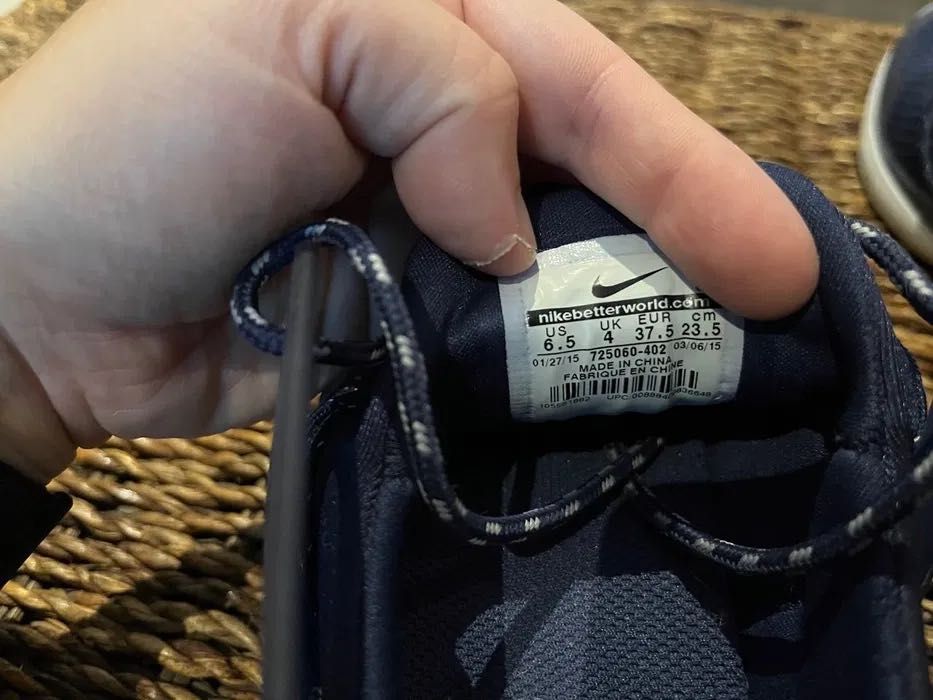 nikebetterworld.com
US UK EUR cm
6.5 4 37.5 23.5
01/27/15 725060-402 03/06/15
MADE IN CHINA
FABRIQUE EN CHINE
UPC: